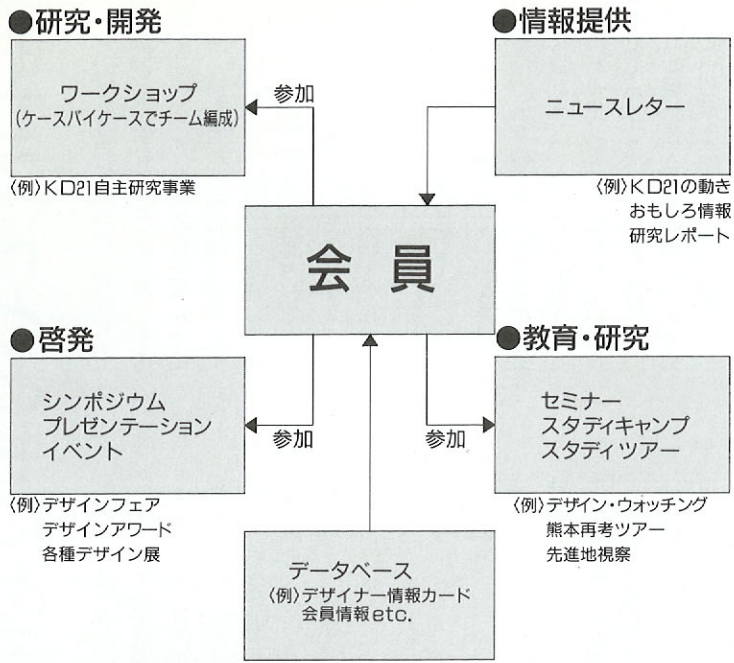 ●研究・開発
ワークショップ
(ケースバイケースでチーム編成)
〈例〉KD21自主研究事業
参加
●情報提供
ニュースレター
〈例〉KD21の動き
おもしろ情報
研究レポート
会員
●啓発
シンポジウム
プレゼンテーション
イベント
〈例〉デザインフェア
デザインアワード
各種デザイン展
参加
参加
●教育・研究
セミナー
スタディキャンプ
スタディツアー
〈例〉デザイン・ウォッチング
熊本再考ツアー
先進地視察
データベース
〈例〉デザイナー情報カード
会員情報etc.